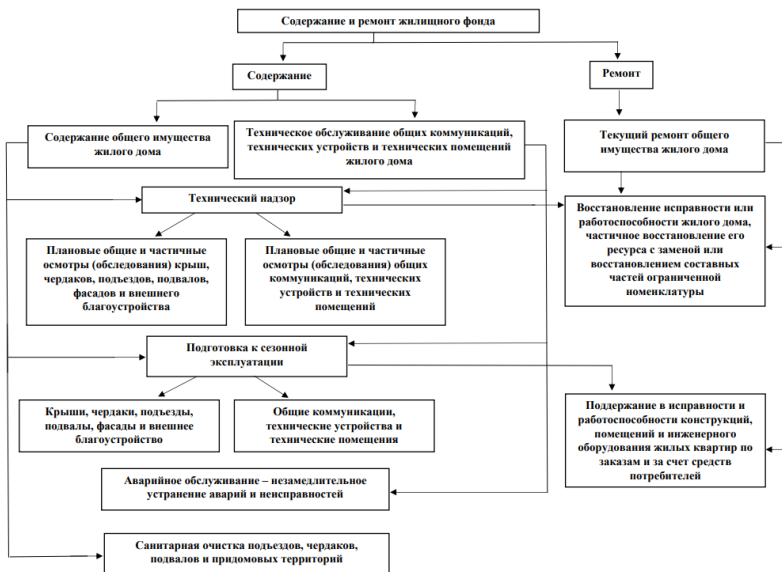 Содержание и ремонт жилищного фонда
Содержание
Ремонт
Содержание общего имущества
жилого дома
Техническое обслуживание общих коммуникаций,
технических устройств и технических помещений
жилого дома
Текущий ремонт общего
имущества жилого дома
Технический надзор
Восстановление исправности или
работоспособности жилого дома,
частичное восстановление его
ресурса с заменой или
восстановлением составных
частей ограниченной
номенклатуры
Плановые общие и частичные
осмотры (обследования) крыш,
чердаков, подъездов, подвалов,
фасадов и внешнего
благоустройства
Плановые общие и частичные
осмотры (обследования) общих
коммуникаций, технических
устройств и технических
помещений
Подготовка к сезонной
эксплуатации
Крыши, чердаки, подъезды,
подвалы, фасады и внешнее
благоустройство
Общие коммуникации,
технические устройства и
технические помещения
Поддержание в исправности и
работоспособности конструкций,
помещений и инженерного
оборудования жилых квартир по
заказам и за счет средств
потребителей
Аварийное обслуживание – незамедлительное
устранение аварий и неисправностей
Санитарная очистка подъездов, чердаков,
подвалов и придомовых территорий